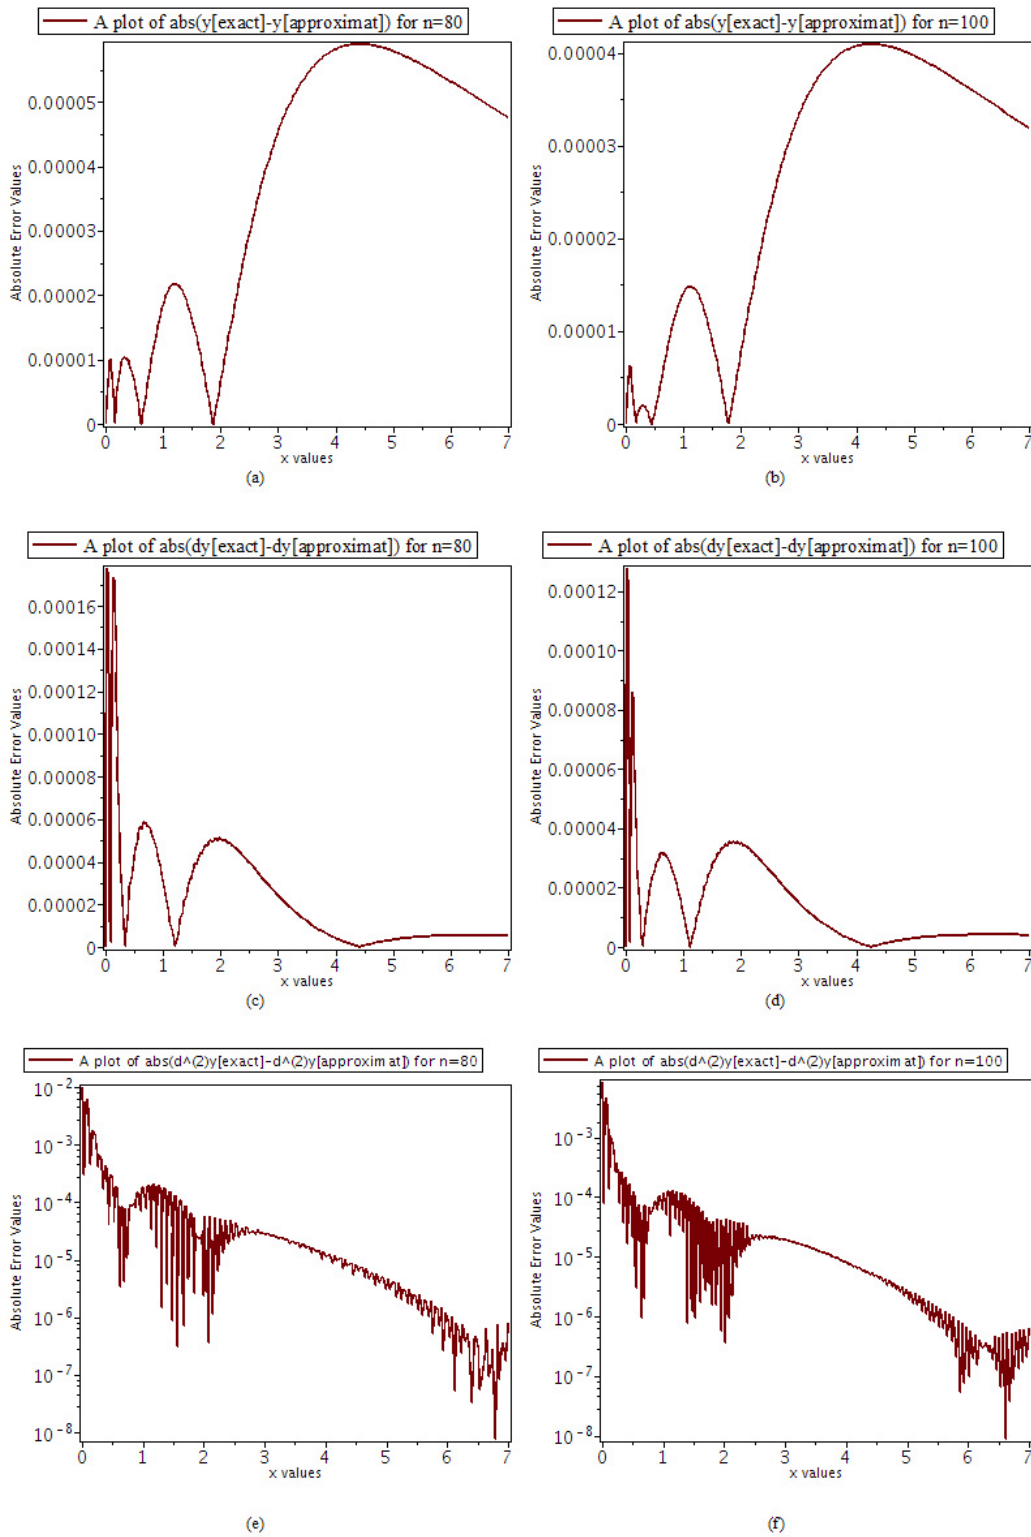 A plot of abs(y[exact]-y[approximat]) for n=80
Absolute Error Values
0.00005
0.00004
0.00003
0.00002
0.00001
0
0 1 2 3 4 5 6 7
x values
(a)
A plot of abs(y[exact]-y[approximat]) for n=100
Absolute Error Values
0.00004
0.00003
0.00002
0.00001
0
0 1 2 3 4 5 6 7
x values
(b)
A plot of abs(dy[exact]-dy[approximat]) for n=80
Absolute Error Values
0.00016
0.00014
0.00012
0.00010
0.00008
0.00006
0.00004
0.00002
0
0 1 2 3 4 5 6 7
x values
(c)
A plot of abs(dy[exact]-dy[approximat]) for n=100
Absolute Error Values
0.00012
0.00010
0.00008
0.00006
0.00004
0.00002
0
0 1 2 3 4 5 6 7
x values
(d)
A plot of abs(d^(2)y[exact]-d^(2)y[approximat]) for n=80
Absolute Error Values
10^-2
10^-3
10^-4
10^-5
10^-6
10^-7
10^-8
0 1 2 3 4 5 6 7
x values
(e)
A plot of abs(d^(2)y[exact]-d^(2)y[approximat]) for n=100
Absolute Error Values
10^-3
10^-4
10^-5
10^-6
10^-7
10^-8
0 1 2 3 4 5 6 7
x values
(f)